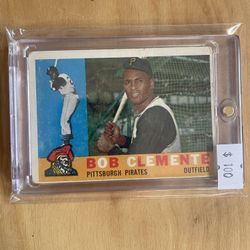 P
BOB CLEMENTE
PITTSBURGH PIRATES OUTFIELD
$ 100